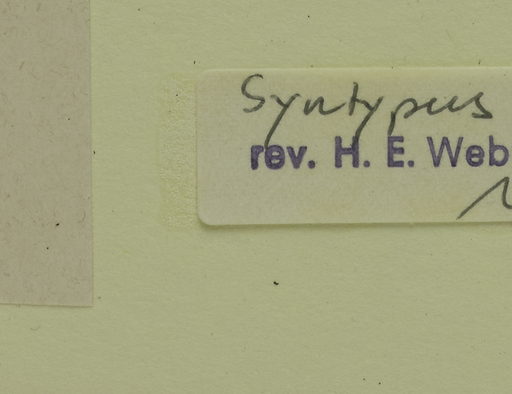 Syntypus
rev. H. E. Web